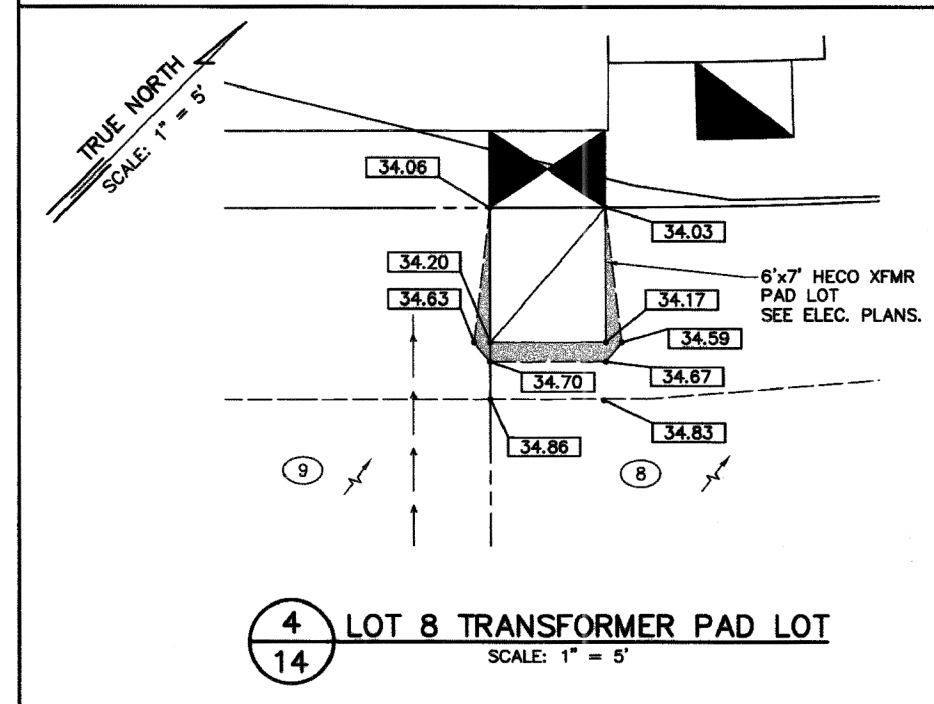 TRUE NORTH
SCALE: 1" = 5'
34.06
34.03
34.20
6'x7' HECO XFMR
PAD LOT
SEE ELEC. PLANS.
34.63
34.17
34.59
34.70
34.67
34.86
34.83
9
8
4
14
LOT 8 TRANSFORMER PAD LOT
SCALE: 1" = 5'